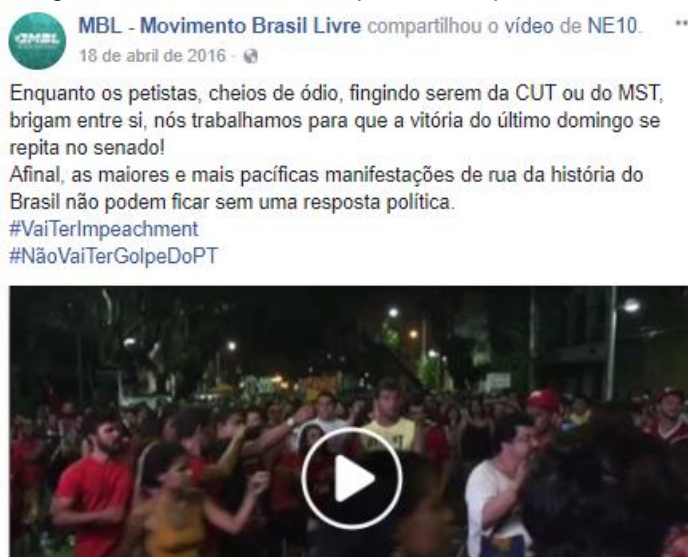 MBL - Movimento Brasil Livre compartilhou o vídeo de NE10.
18 de abril de 2016
MBL
Enquanto os petistas, cheios de ódio, fingindo serem da CUT ou do MST,
brigam entre si, nós trabalhamos para que a vitória do último domingo se
repita no senado!
Afinal, as maiores e mais pacíficas manifestações de rua da história do
Brasil não podem ficar sem uma resposta política.
#VaiTerImpeachment
#NãoVaiTerGolpeDoPT